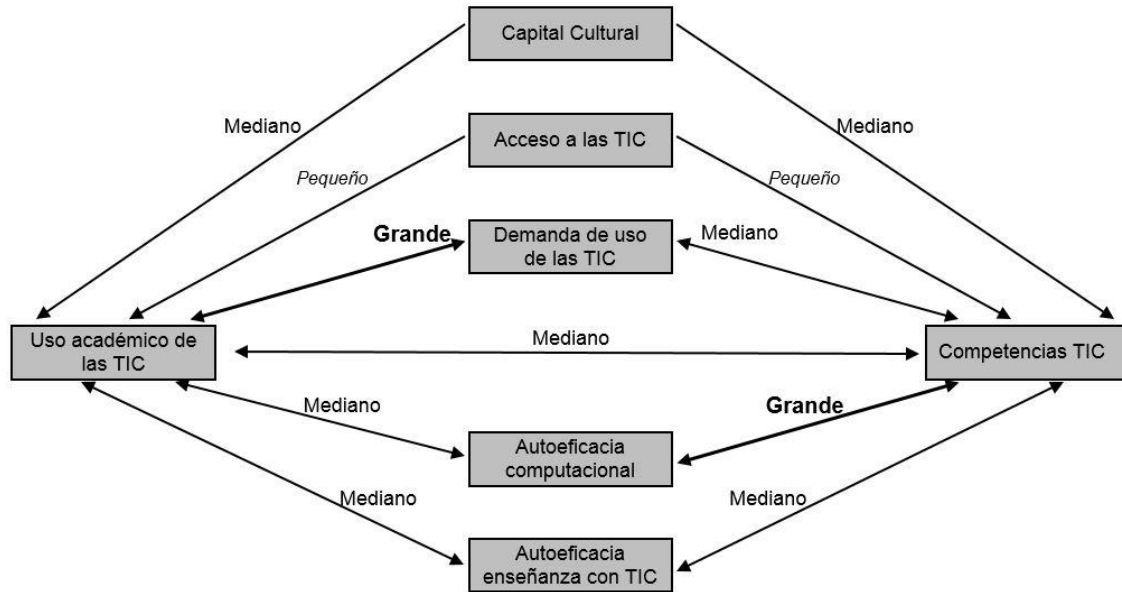 Capital Cultural
Mediano
Mediano
Acceso a las TIC
Pequeño
Pequeño
Grande
Demanda de uso
de las TIC
Mediano
Uso académico de
las TIC
Mediano
Competencias TIC
Mediano
Grande
Autoeficacia
computacional
Mediano
Mediano
Autoeficacia
enseñanza con TIC